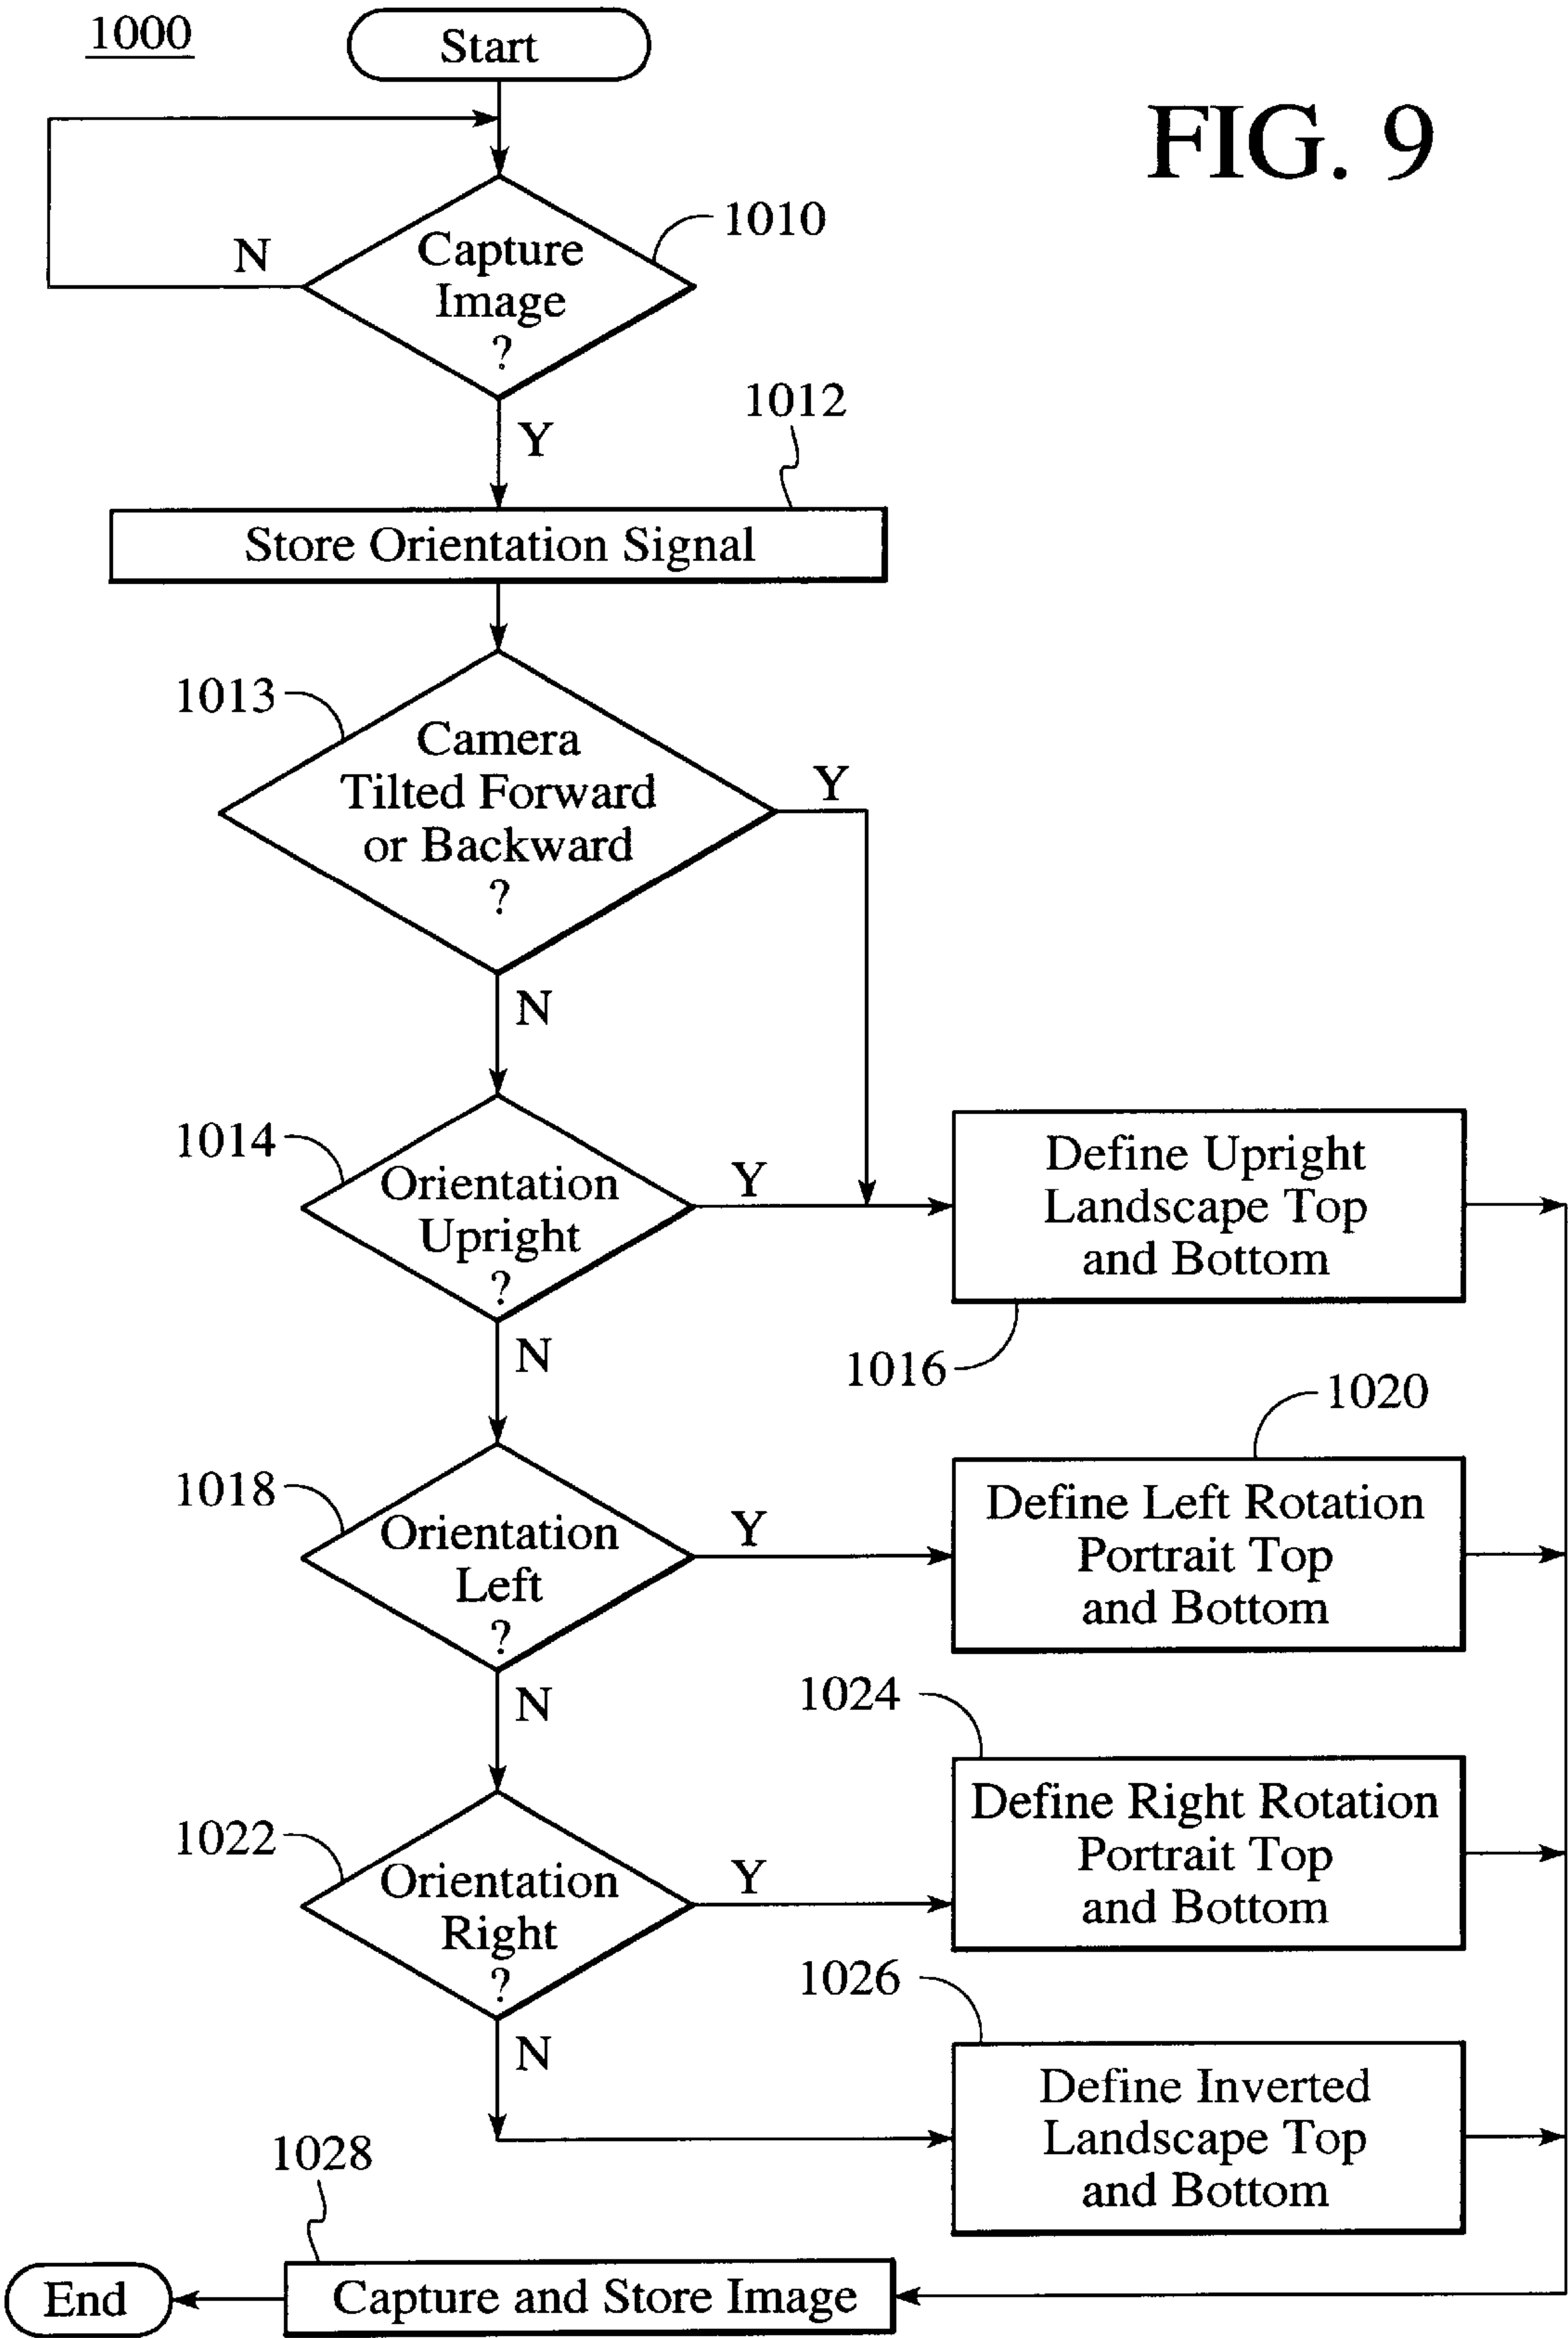 1000
Start
FIG. 9
1010
N
Capture
Image
?
Y
1012
Store Orientation Signal
1013
Camera
Tilted Forward
or Backward
?
Y
N
1014
Orientation
Upright
?
Y
Define Upright
Landscape Top
and Bottom
1016
N
1018
Orientation
Left
?
Y
1020
Define Left Rotation
Portrait Top
and Bottom
N
1022
Orientation
Right
?
Y
1024
Define Right Rotation
Portrait Top
and Bottom
N
1026
Define Inverted
Landscape Top
and Bottom
1028
Capture and Store Image
End